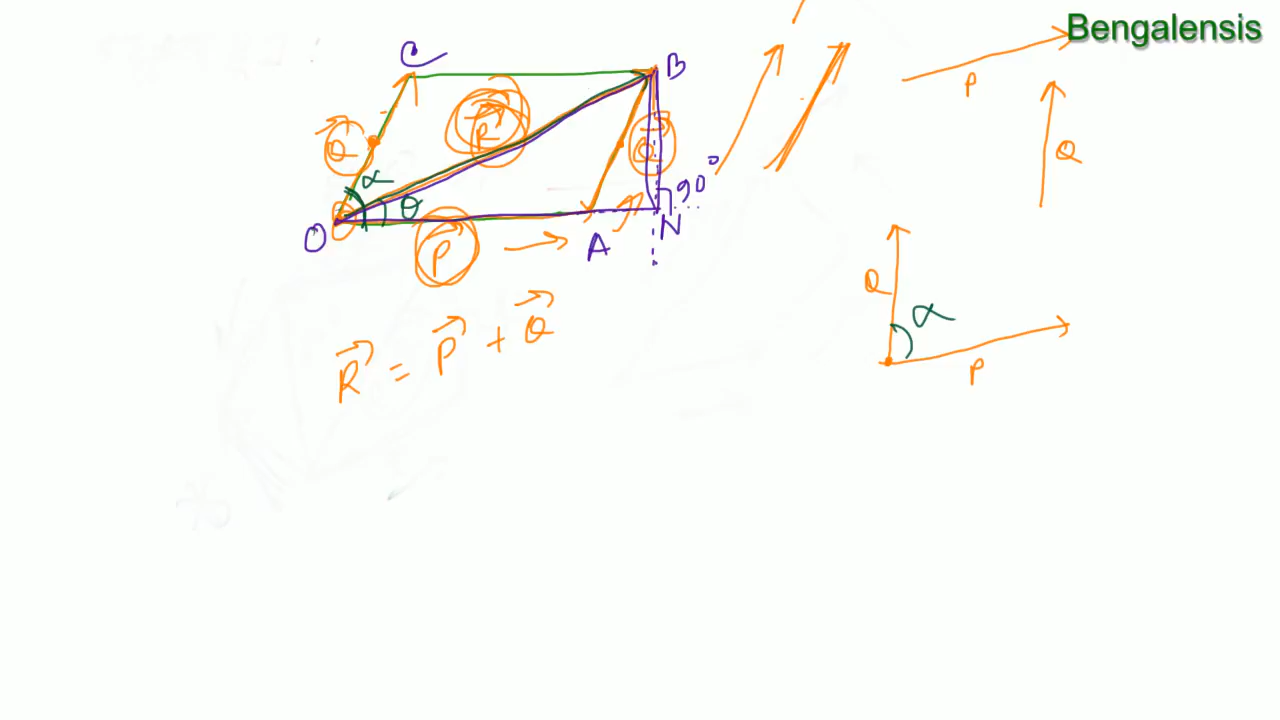 Bengalensis
C
B
P
Q
R
Q
Q
α
90°
θ
O
P
A
N
Q
α
P
R = P + Q